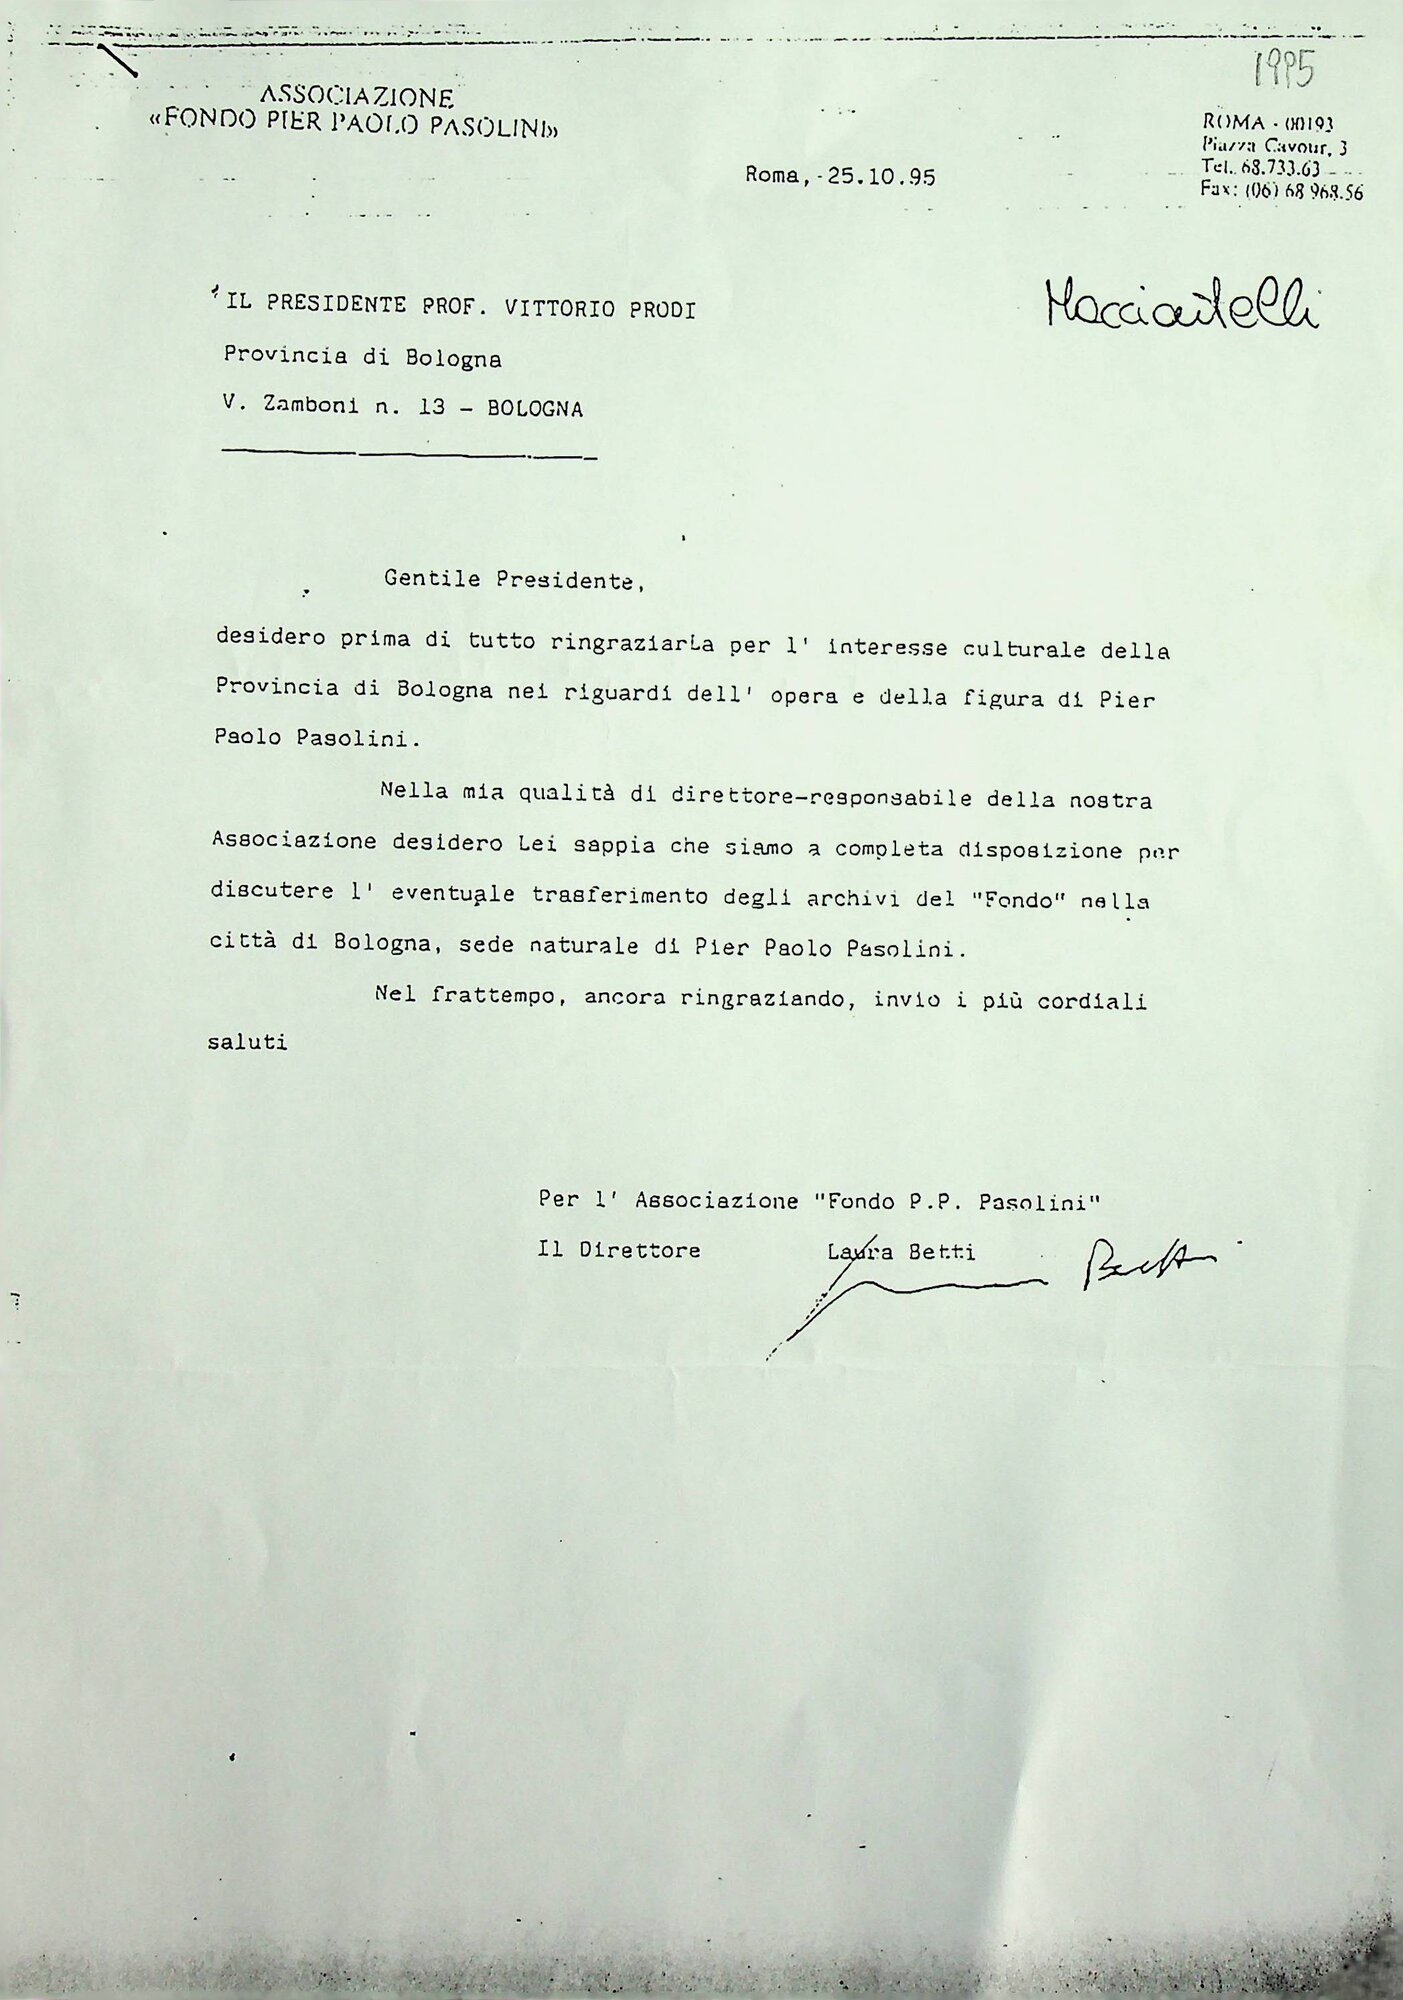 1995
ASSOCIAZIONE
«FONDO PIER PAOLO PASOLINI»
ROMA - 00193
Piazza Cavour, 3
Tel. 68.733.63
Fax: (06) 68 968.56
Roma, 25.10.95
Macciantelli
IL PRESIDENTE PROF. VITTORIO PRODI
Provincia di Bologna
V. Zamboni n. 13 - BOLOGNA
Gentile Presidente,
desidero prima di tutto ringraziarLa per l' interesse culturale della
Provincia di Bologna nei riguardi dell' opera e della figura di Pier
Paolo Pasolini.
Nella mia qualità di direttore-responsabile della nostra
Associazione desidero Lei sappia che siamo a completa disposizione per
discutere l' eventuale trasferimento degli archivi del "Fondo" nella
città di Bologna, sede naturale di Pier Paolo Pasolini.
Nel frattempo, ancora ringraziando, invio i più cordiali
saluti
Per l' Associazione "Fondo P.P. Pasolini"
Il Direttore Laura Betti
Betti